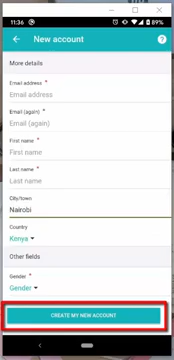 11:36
89%
New account
?
More details
Email address *
Email address
Email (again) *
Email (again)
First name *
First name
Last name *
Last name
City/town
Nairobi
Country
Kenya
Other fields
Gender *
Gender
CREATE MY NEW ACCOUNT